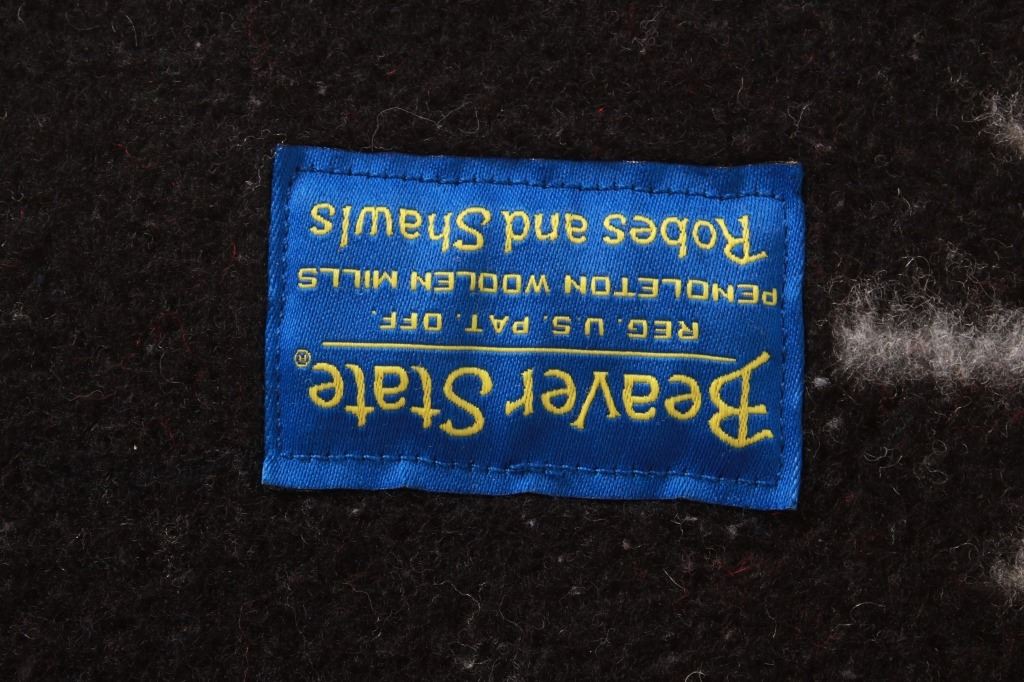 Beaver State®
REG. U.S. PAT. OFF.
PENDLETON WOOLEN MILLS
Robes and Shawls